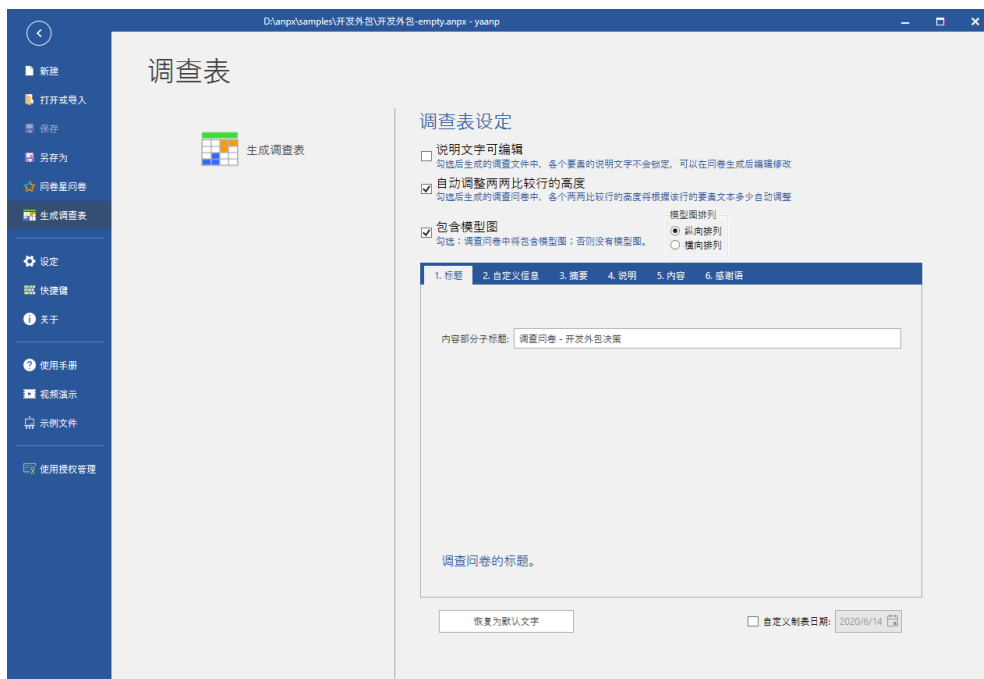 D:\anpx\samples\开发外包\开发外包-empty.anpx - yaanp
新建
打开或导入
保存
另存为
问卷星问卷
生成调查表
设定
快捷键
关于
使用手册
视频演示
示例文件
使用授权管理
调查表
生成调查表
调查表设定
说明文字可编辑
勾选后生成的调查文件中，各个要素的说明文字不会锁定，可以在问卷生成后编辑修改
自动调整两两比较行的高度
勾选后生成的调查问卷中，各个两两比较行的高度将根据该行的要素文本多少自动调整
包含模型图
勾选：调查问卷中将包含模型图；否则没有模型图。
模型图排列
纵向排列
横向排列
1. 标题 2. 自定义信息 3. 摘要 4. 说明 5. 内容 6. 感谢语
内容部分子标题: 调查问卷 - 开发外包决策
调查问卷的标题。
恢复为默认文字
自定义制表日期: 2020/6/14